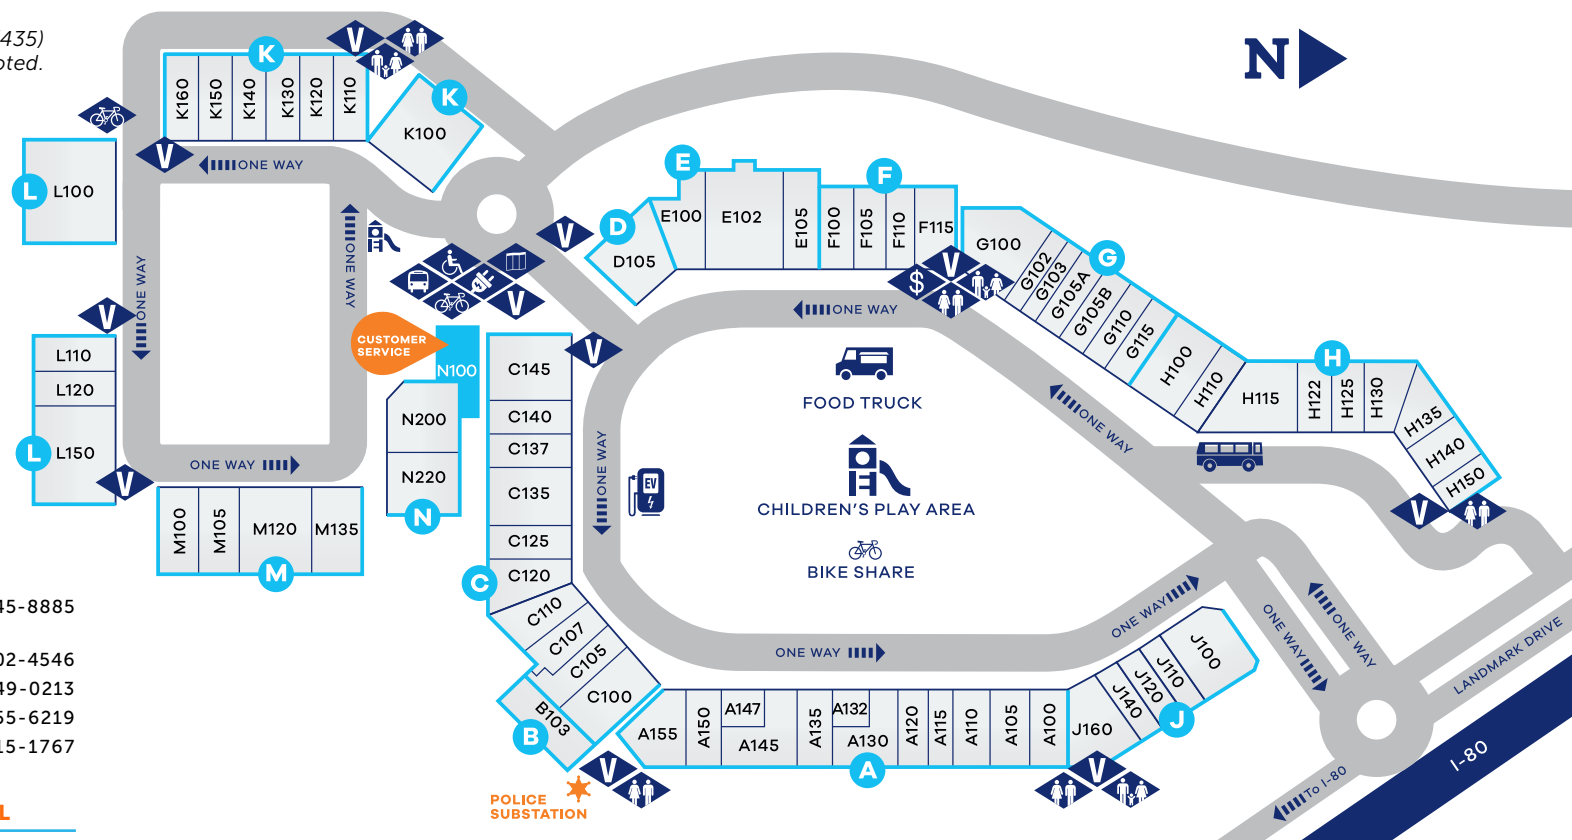 435)
oted.
N
K
K160
K150
K140
K130
K120
K110
V
K
K100
V
ONE WAY
L
L100
ONE WAY
ONE WAY
V
L110
L120
L
L150
V
ONE WAY
M100
M105
M120
M135
M
V
V
CUSTOMER
SERVICE
N100
N200
N220
N
D
D105
E
E100
E102
E105
F
F100
F105
F110
F115
V
$
G
G100
G102
G103
G105A
G105B
G110
G115
H
H100
H110
H115
H122
H125
H130
H135
H140
H150
V
V
C145
C140
C137
C135
C125
C120
C
C110
C107
C105
C100
B103
B
ONE WAY
ONE WAY
ONE WAY
FOOD TRUCK
EV
CHILDREN'S PLAY AREA
BIKE SHARE
ONE WAY
ONE WAY
ONE WAY
ONE WAY
A155
A150
A147
A145
A135
A132
A130
A120
A115
A110
A105
A100
A
J160
J140
J120
J110
J100
J
V
V
POLICE
SUBSTATION
LANDMARK DRIVE
I-80
To I-80
45-8885
02-4546
49-0213
55-6219
15-1767
L